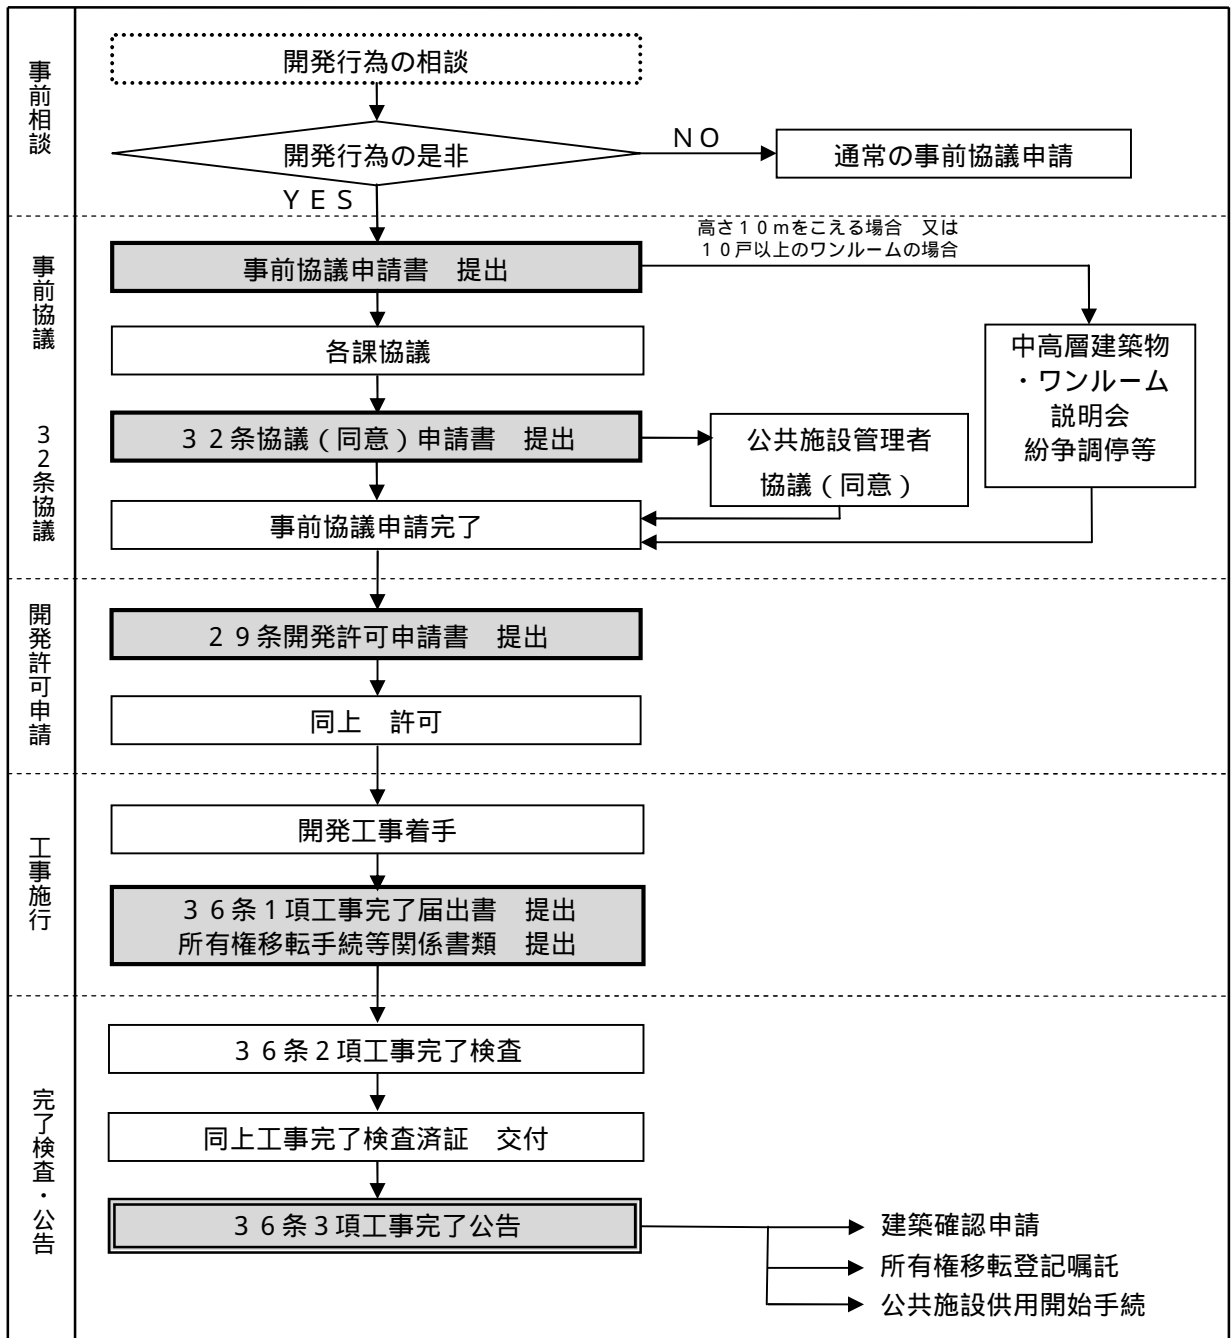 事前相談
開発行為の相談
開発行為の是非
ＮＯ
通常の事前協議申請
ＹＥＳ
事前協議
３２条協議
高さ１０ｍをこえる場合　又は
１０戸以上のワンルームの場合
事前協議申請書　提出
各課協議
中高層建築物
・ワンルーム
説明会
紛争調停等
３２条協議（同意）申請書　提出
公共施設管理者
協議（同意）
事前協議申請完了
開発許可申請
２９条開発許可申請書　提出
同上　許可
工事施行
開発工事着手
３６条１項工事完了届出書　提出
所有権移転手続等関係書類　提出
完了検査・公告
３６条２項工事完了検査
同上工事完了検査済証　交付
３６条３項工事完了公告
建築確認申請
所有権移転登記嘱託
公共施設供用開始手続